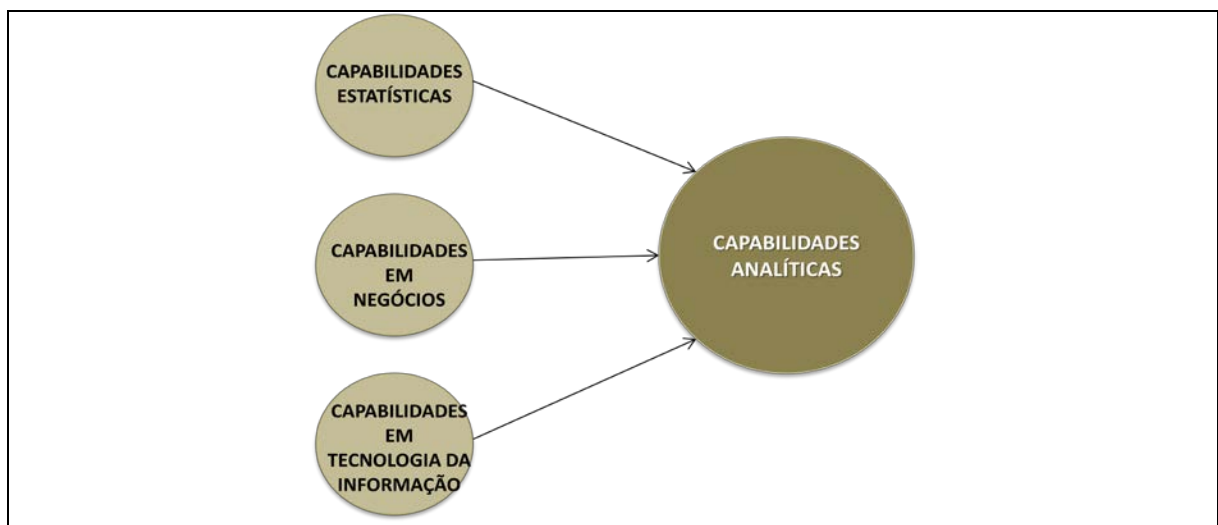 CAPABILIDADES
ESTATÍSTICAS
CAPABILIDADES
EM
NEGÓCIOS
CAPABILIDADES
EM
TECNOLOGIA DA
INFORMAÇÃO
CAPABILIDADES
ANALÍTICAS